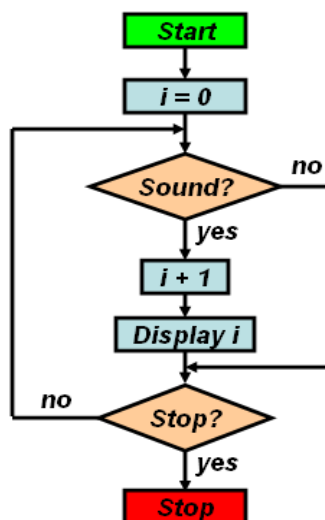 Start
i = 0
Sound?
no
yes
i + 1
Display i
no
Stop?
yes
Stop